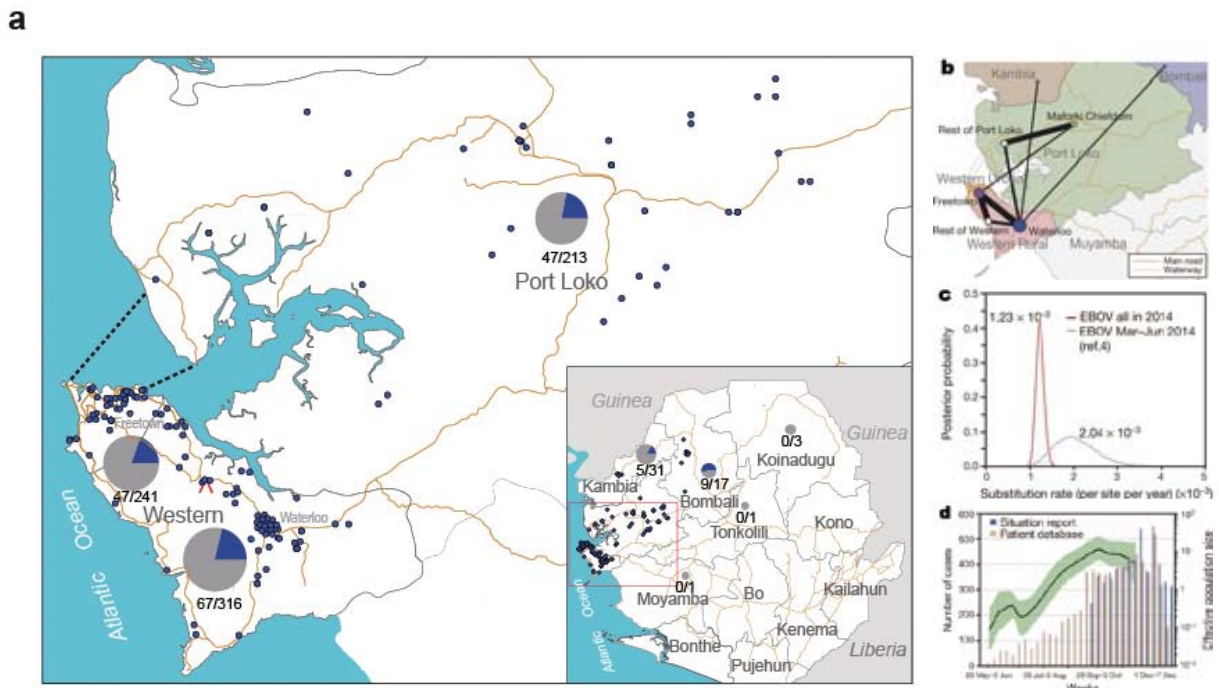 a
47/213
Port Loko
Freetown
47/241
Western
Waterloo
67/316
Atlantic Ocean
Guinea
Guinea
0/3
Koinadugu
5/31
Kambia
9/17
Bombali
0/1
Tonkolili
Kono
0/1
Moyamba
Bo
Kailahun
Kenema
Bonthe
Pujehun
Liberia
Atlantic Ocean
b
Kambia
Bombali
Maforki Chiefdom
Rest of Port Loko
Port Loko
Western
Freetown
Rest of Western
Waterloo
Western Rural
Muyamba
Main road
Waterway
c
0.5
0.4
0.3
0.2
0.1
0.0
Posterior probability
1.23 × 10⁻³
EBOV all in 2014
EBOV Mar–Jun 2014
(ref.4)
2.04 × 10⁻³
0 1 2 3 4 5
Substitution rate (per site per year) (×10⁻³)
d
600
500
400
300
200
100
0
Number of cases
Situation report
Patient database
10
1
10⁻¹
10⁻²
Effective population size